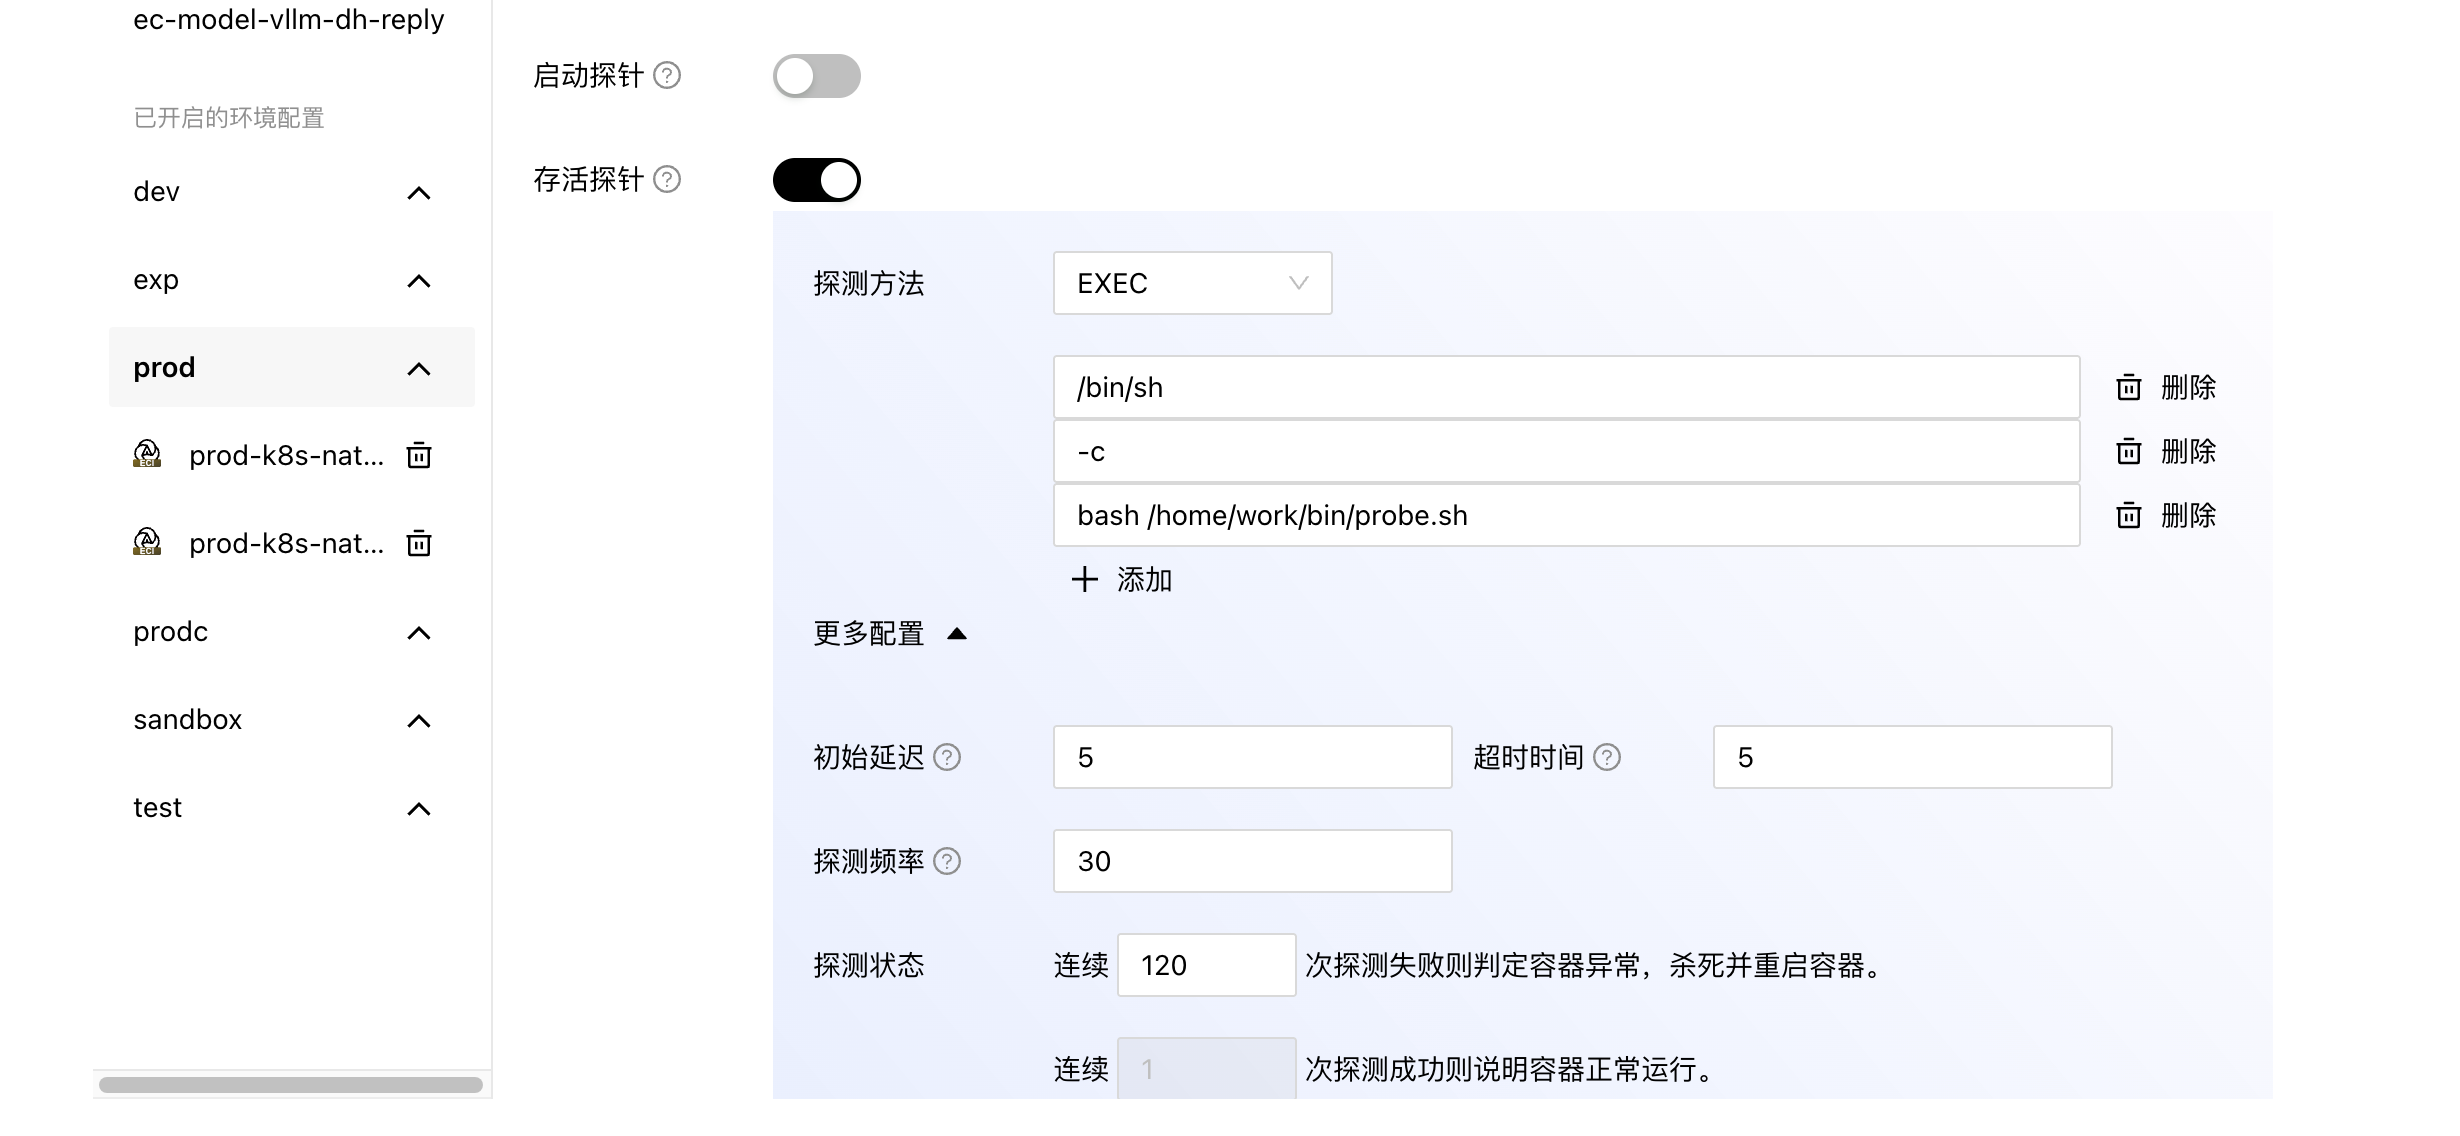 ec-model-vllm-dh-reply
已开启的环境配置
dev
exp
prod
ECI prod-k8s-nat...
ECI prod-k8s-nat...
prodc
sandbox
test
启动探针 ?
存活探针 ?
探测方法 EXEC
/bin/sh 删除
-c 删除
bash /home/work/bin/probe.sh 删除
添加
更多配置
初始延迟 ? 5 超时时间 ? 5
探测频率 ? 30
探测状态 连续 120 次探测失败则判定容器异常，杀死并重启容器。
连续 1 次探测成功则说明容器正常运行。